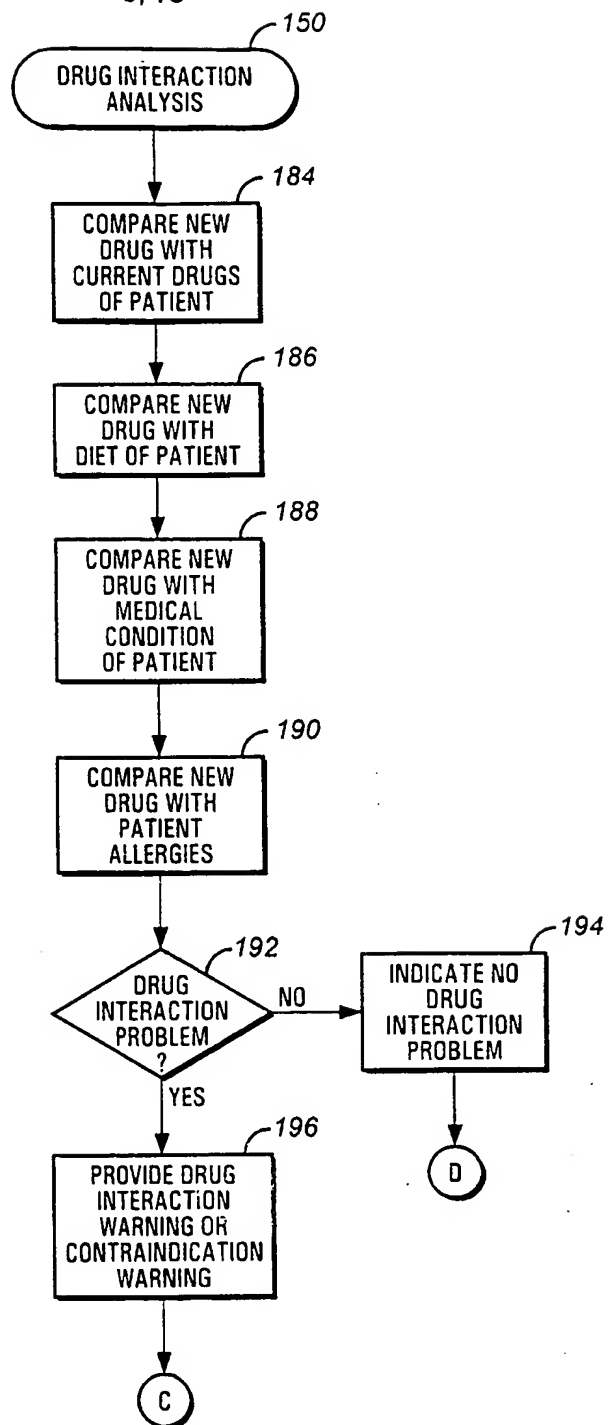 150
DRUG INTERACTION
ANALYSIS
184
COMPARE NEW
DRUG WITH
CURRENT DRUGS
OF PATIENT
186
COMPARE NEW
DRUG WITH
DIET OF PATIENT
188
COMPARE NEW
DRUG WITH
MEDICAL
CONDITION
OF PATIENT
190
COMPARE NEW
DRUG WITH
PATIENT
ALLERGIES
192
DRUG
INTERACTION
PROBLEM
?
NO
194
INDICATE NO
DRUG
INTERACTION
PROBLEM
D
YES
196
PROVIDE DRUG
INTERACTION
WARNING OR
CONTRAINDICATION
WARNING
C